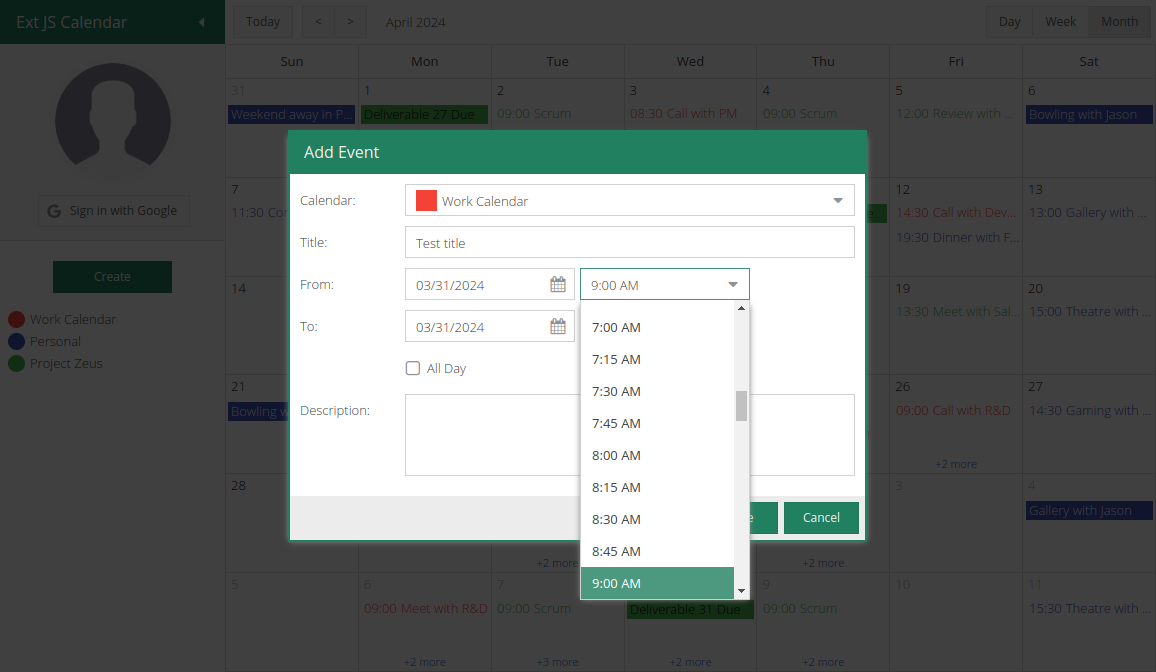 Ext JS Calendar
Today < > April 2024 Day Week Month
Sun Mon Tue Wed Thu Fri Sat
31 1 2 3 4 5 6
Weekend away in P... Deliverable 27 Due 09:00 Scrum 08:30 Call with PM 09:00 Scrum 12:00 Review with ... Bowling with Jason
Add Event
Sign in with Google
Create
Work Calendar
Personal
Project Zeus
Calendar: Work Calendar
Title: Test title
From: 03/31/2024 9:00 AM
To: 03/31/2024
All Day
Description:
7:00 AM
7:15 AM
7:30 AM
7:45 AM
8:00 AM
8:15 AM
8:30 AM
8:45 AM
9:00 AM
Cancel
7 12 13
11:30 14:30 Call with Dev... 13:00 Gallery with ...
19:30 Dinner with F...
14 19 20
13:30 Meet with Sal... 15:00 Theatre with ...
21 26 27
Bowling 09:00 Call with R&D 14:30 Gaming with ...
+2 more
28 3 4
Gallery with Jason
+2 more +2 more
5 6 7 9 10 11
09:00 Meet with R&D 09:00 Scrum Deliverable 31 Due 09:00 Scrum 15:30 Theatre with ...
+2 more +3 more +2 more +2 more